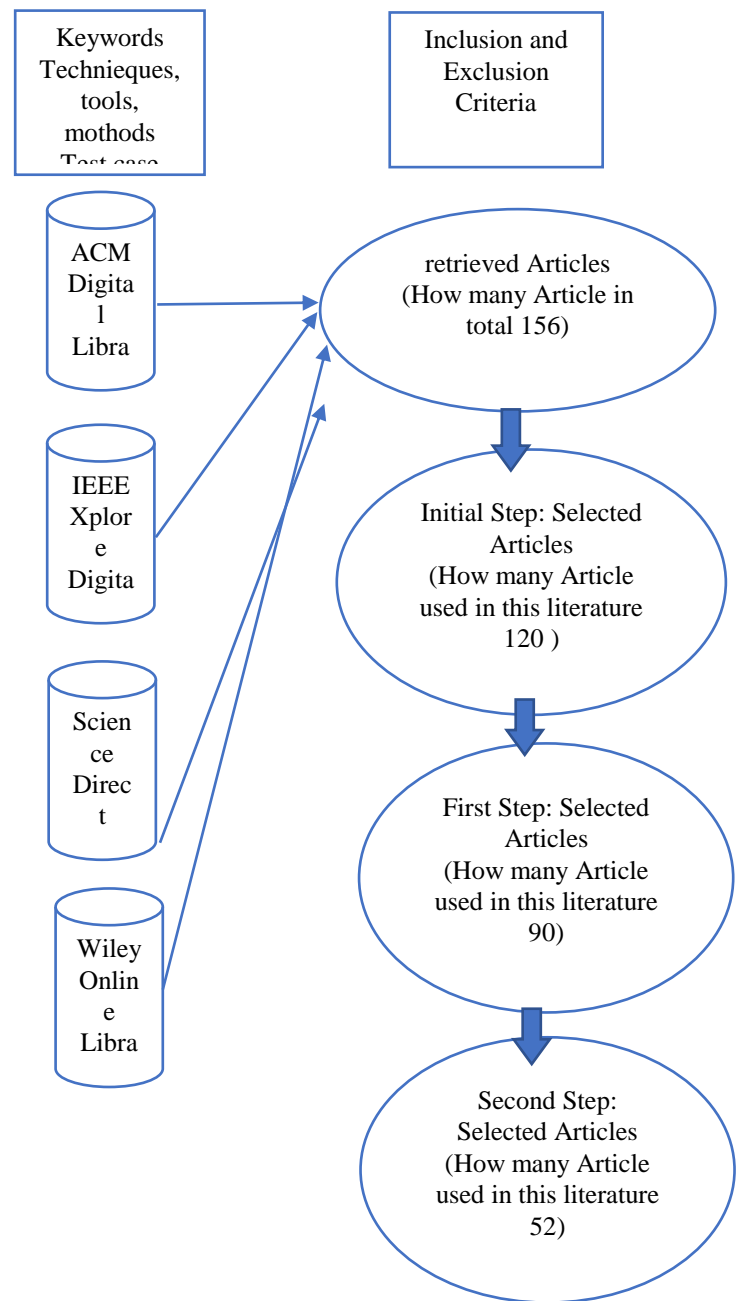 Keywords
Technieques,
tools,
mothods
Test case
Inclusion and
Exclusion
Criteria
ACM
Digita
l
Libra
retrieved Articles
(How many Article in
total 156)
IEEE
Xplor
e
Digita
Initial Step: Selected
Articles
(How many Article
used in this literature
120 )
Scien
ce
Direc
t
First Step: Selected
Articles
(How many Article
used in this literature
90)
Wiley
Onlin
e
Libra
Second Step:
Selected Articles
(How many Article
used in this literature
52)